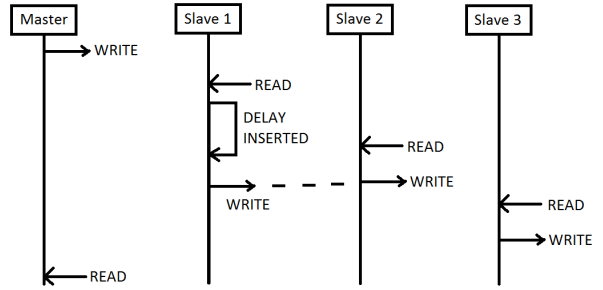 Master
Slave 1
Slave 2
Slave 3
WRITE
READ
DELAY
INSERTED
READ
WRITE
WRITE
READ
WRITE
READ